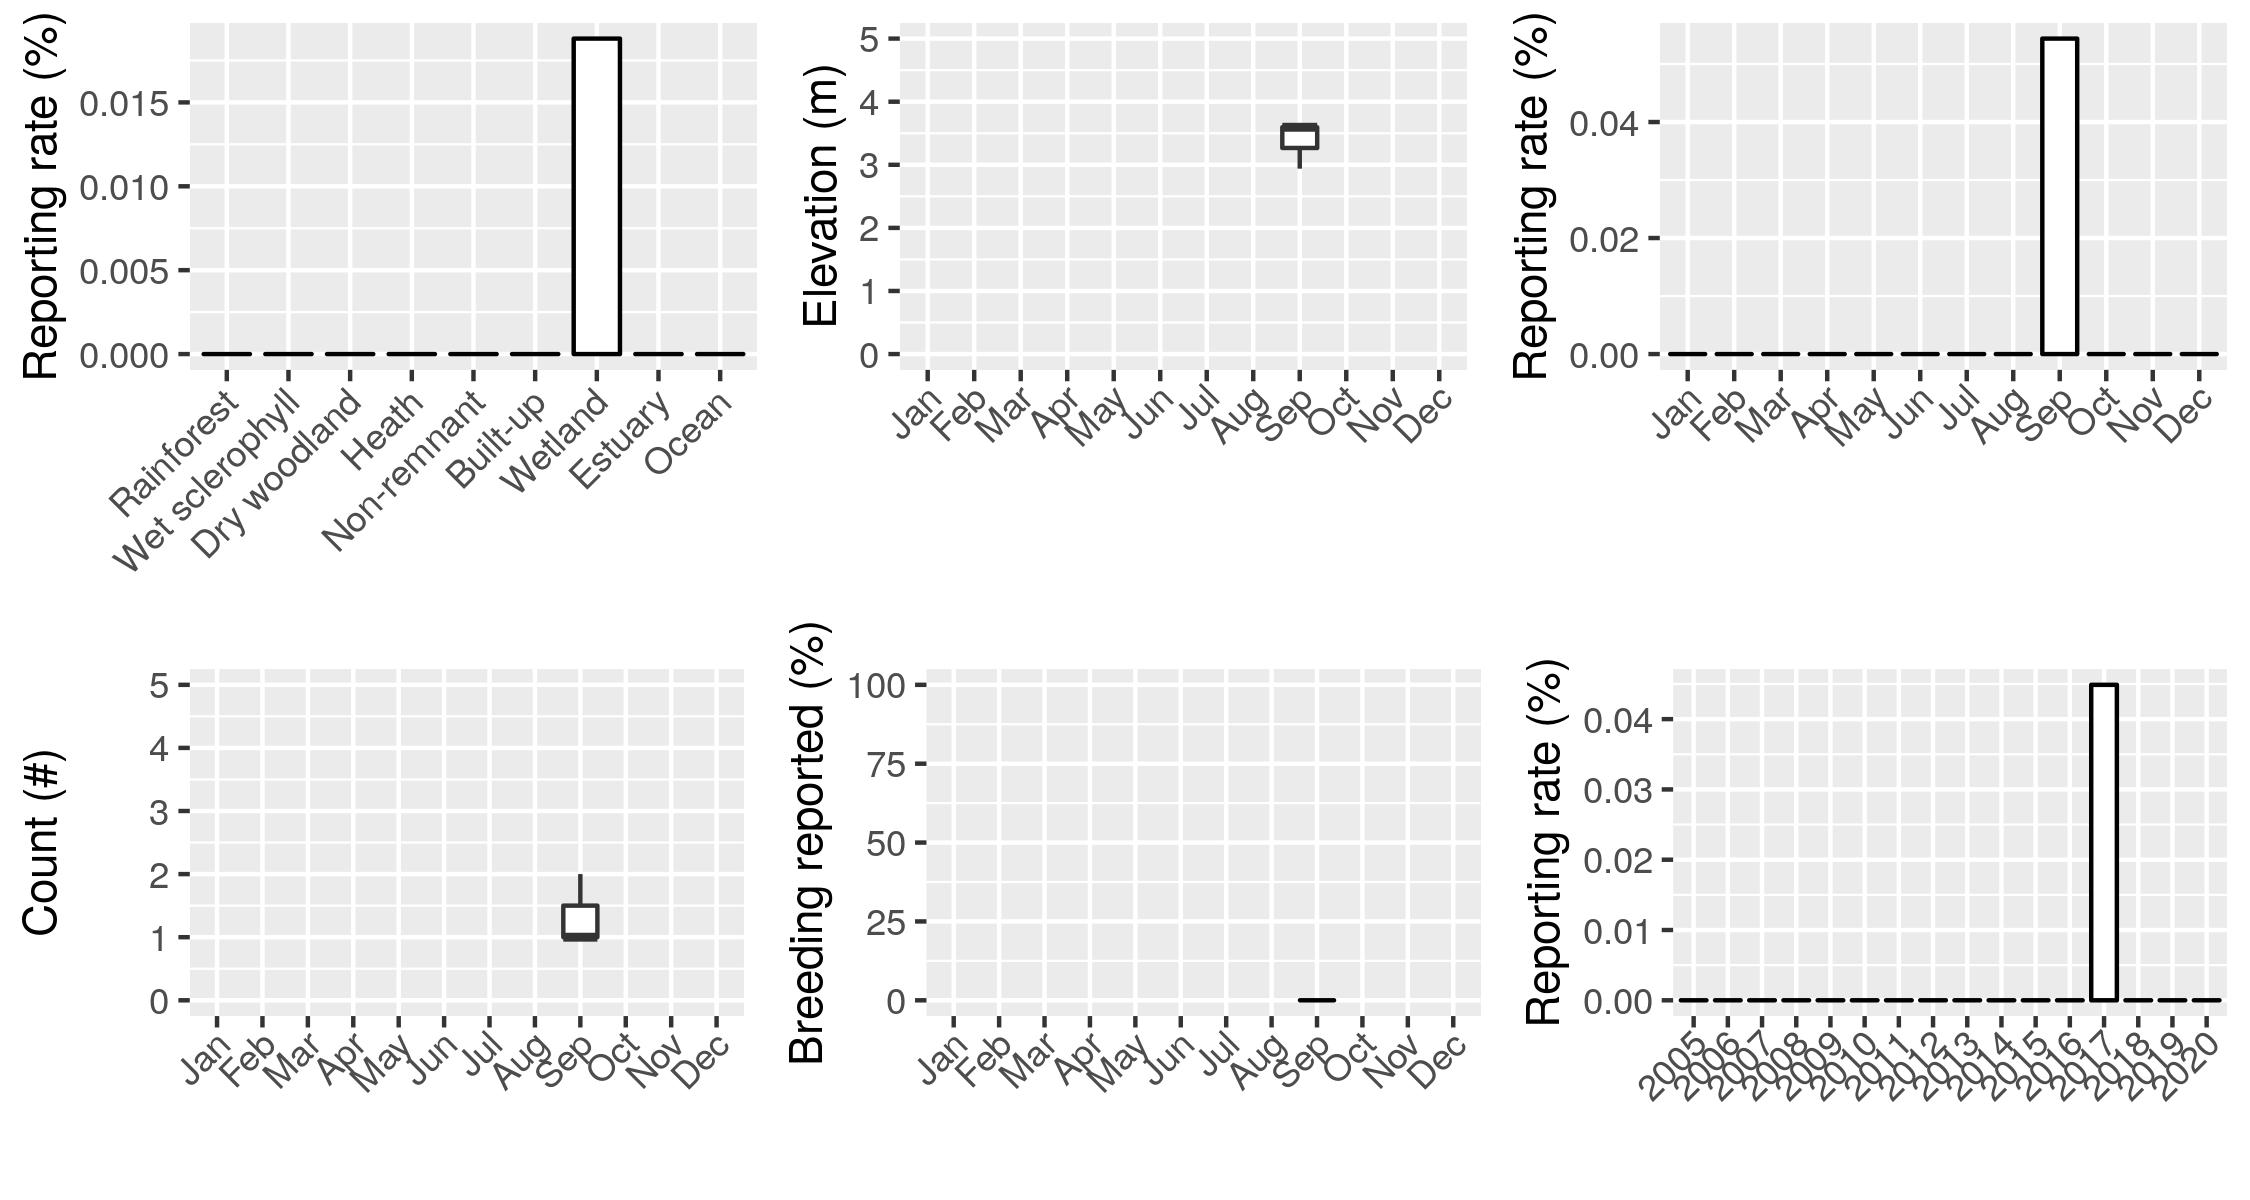 Reporting rate (%)
0.015
0.010
0.005
0.000
Rainforest
Wet sclerophyll
Dry woodland
Heath
Non-remnant
Built-up
Wetland
Estuary
Ocean
Elevation (m)
5
4
3
2
1
0
Jan
Feb
Mar
Apr
May
Jun
Jul
Aug
Sep
Oct
Nov
Dec
Reporting rate (%)
0.04
0.02
0.00
Jan
Feb
Mar
Apr
May
Jun
Jul
Aug
Sep
Oct
Nov
Dec
Count (#)
5
4
3
2
1
0
Jan
Feb
Mar
Apr
May
Jun
Jul
Aug
Sep
Oct
Nov
Dec
Breeding reported (%)
100
75
50
25
0
Jan
Feb
Mar
Apr
May
Jun
Jul
Aug
Sep
Oct
Nov
Dec
Reporting rate (%)
0.04
0.03
0.02
0.01
0.00
2005
2006
2007
2008
2009
2010
2011
2012
2013
2014
2015
2016
2017
2018
2019
2020